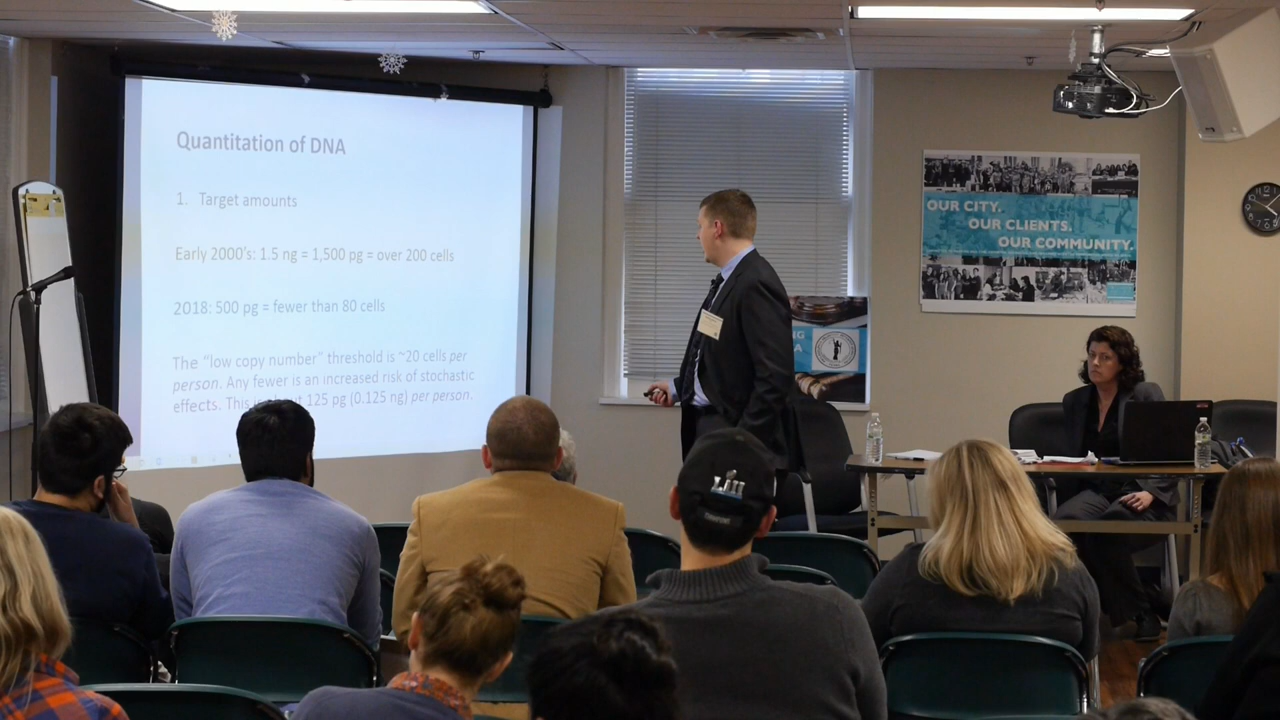 Quantitation of DNA
1. Target amounts
Early 2000's: 1.5 ng = 1,500 pg = over 200 cells
2018: 500 pg = fewer than 80 cells
The "low copy number" threshold is ~20 cells per
person. Any fewer is an increased risk of stochastic
effects. This is about 125 pg (0.125 ng) per person.
OUR CITY.
OUR CLIENTS.
OUR COMMUNITY.
LII